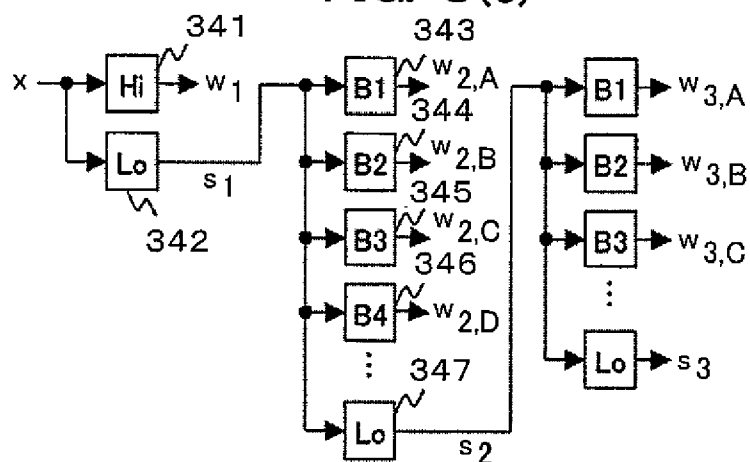 341
x
Hi
w1
Lo
s1
342
343
B1
w2,A
344
B2
w2,B
345
B3
w2,C
346
B4
w2,D
⋮
347
Lo
s2
B1
w3,A
B2
w3,B
B3
w3,C
⋮
Lo
s3